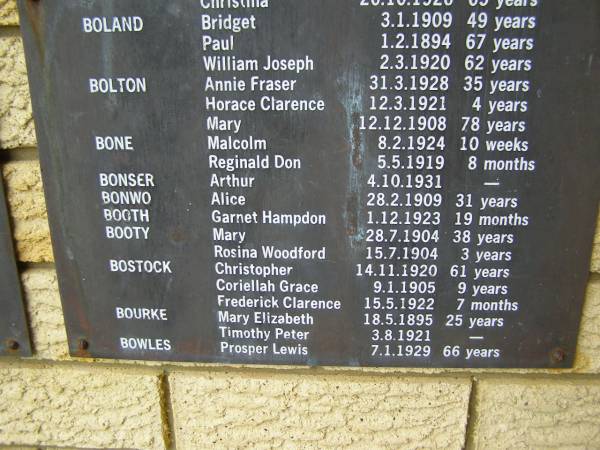 Christina 65 years
BOLAND Bridget 3.1.1909 49 years
Paul 1.2.1894 67 years
William Joseph 2.3.1920 62 years
BOLTON Annie Fraser 31.3.1928 35 years
Horace Clarence 12.3.1921 4 years
Mary 12.12.1908 78 years
BONE Malcolm 8.2.1924 10 weeks
Reginald Don 5.5.1919 8 months
BONSER Arthur 4.10.1931 —
BONWO Alice 28.2.1909 31 years
BOOTH Garnet Hampdon 1.12.1923 19 months
BOOTY Mary 28.7.1904 38 years
Rosina Woodford 15.7.1904 3 years
BOSTOCK Christopher 14.11.1920 61 years
Coriellah Grace 9.1.1905 9 years
Frederick Clarence 15.5.1922 7 months
BOURKE Mary Elizabeth 18.5.1895 25 years
Timothy Peter 3.8.1921 —
BOWLES Prosper Lewis 7.1.1929 66 years